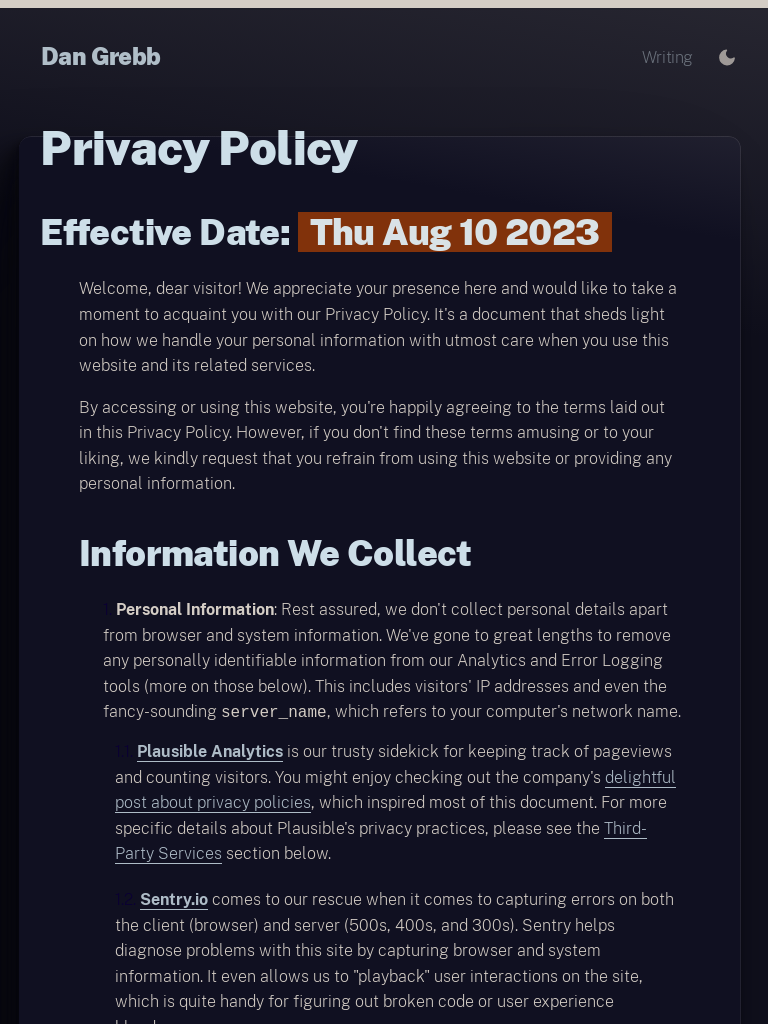 Dan Grebb
Writing
Privacy Policy
Effective Date: Thu Aug 10 2023
Welcome, dear visitor! We appreciate your presence here and would like to take a
moment to acquaint you with our Privacy Policy. It's a document that sheds light
on how we handle your personal information with utmost care when you use this
website and its related services.
By accessing or using this website, you're happily agreeing to the terms laid out
in this Privacy Policy. However, if you don't find these terms amusing or to your
liking, we kindly request that you refrain from using this website or providing any
personal information.
Information We Collect
1. Personal Information: Rest assured, we don't collect personal details apart
from browser and system information. We've gone to great lengths to remove
any personally identifiable information from our Analytics and Error Logging
tools (more on those below). This includes visitors' IP addresses and even the
fancy-sounding server_name, which refers to your computer's network name.
1.1. Plausible Analytics is our trusty sidekick for keeping track of pageviews
and counting visitors. You might enjoy checking out the company's delightful
post about privacy policies, which inspired most of this document. For more
specific details about Plausible's privacy practices, please see the Third-
Party Services section below.
1.2. Sentry.io comes to our rescue when it comes to capturing errors on both
the client (browser) and server (500s, 400s, and 300s). Sentry helps
diagnose problems with this site by capturing browser and system
information. It even allows us to "playback" user interactions on the site,
which is quite handy for figuring out broken code or user experience